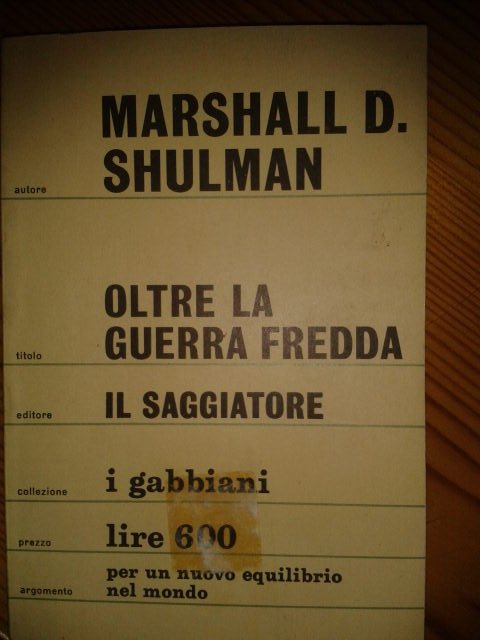 MARSHALL D.
autore SHULMAN
OLTRE LA
titolo GUERRA FREDDA
editore IL SAGGIATORE
collezione i gabbiani
prezzo lire 600
per un nuovo equilibrio
argomento nel mondo